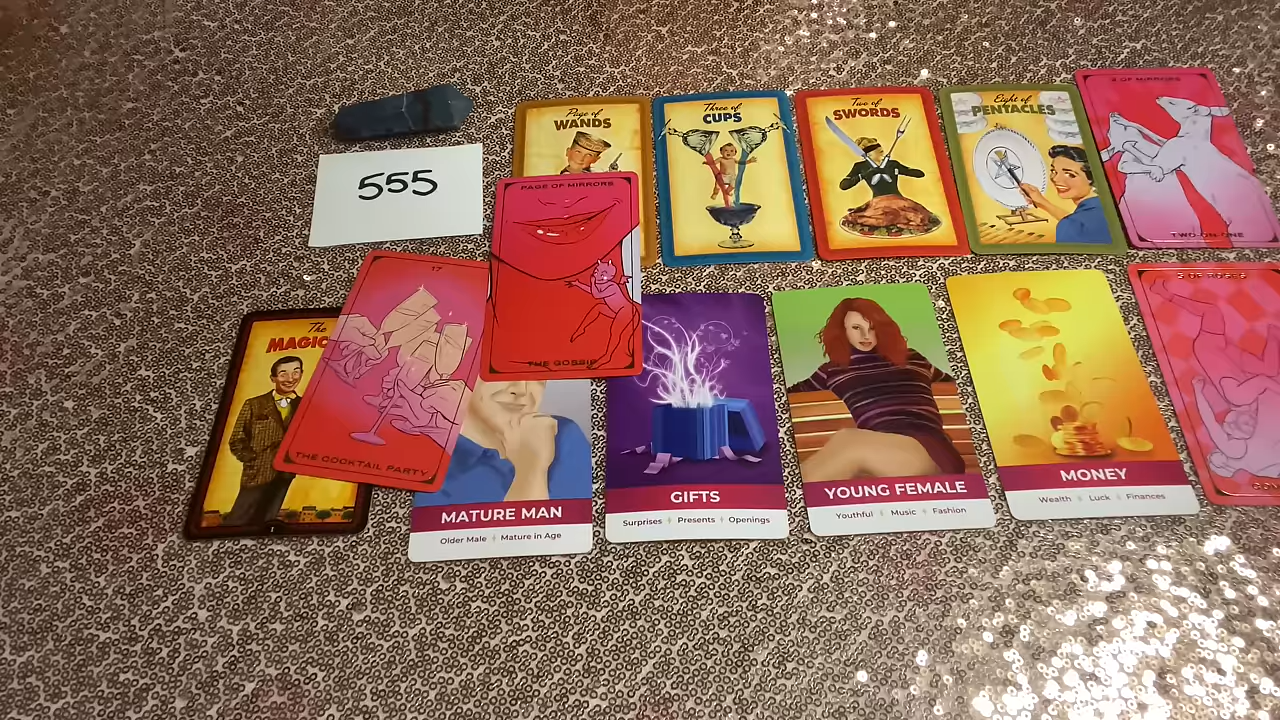 555
Page of
WANDS
Three of
CUPS
Two of
SWORDS
Eight of
PENTACLES
2 OF MIRRORS
TWO-ON-ONE
PAGE OF MIRRORS
THE GOSSIP
The
MAGIC
17
THE COCKTAIL PARTY
MATURE MAN
Older Male Mature in Age
GIFTS
Surprises Presents Openings
YOUNG FEMALE
Youthful Music Fashion
MONEY
Wealth Luck Finances